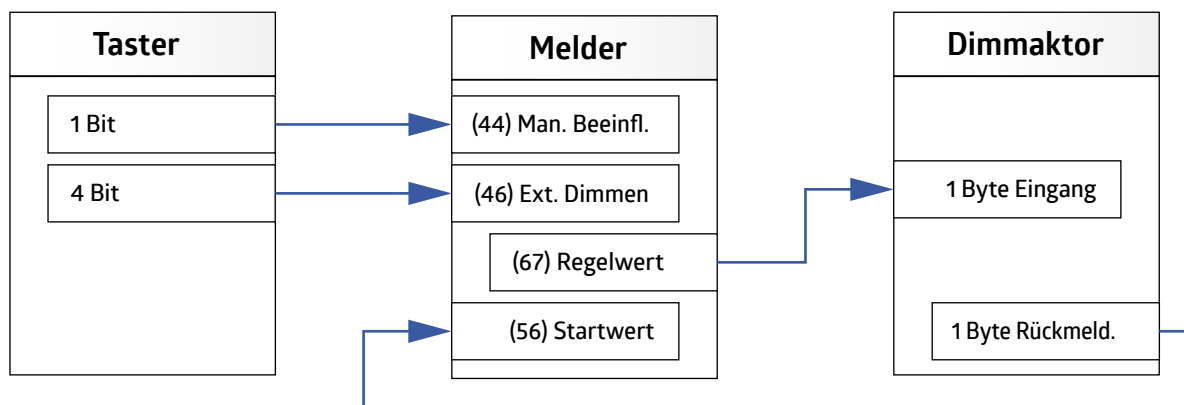 Taster
1 Bit
4 Bit
Melder
(44) Man. Beeinfl.
(46) Ext. Dimmen
(67) Regelwert
(56) Startwert
Dimmaktor
1 Byte Eingang
1 Byte Rückmeld.